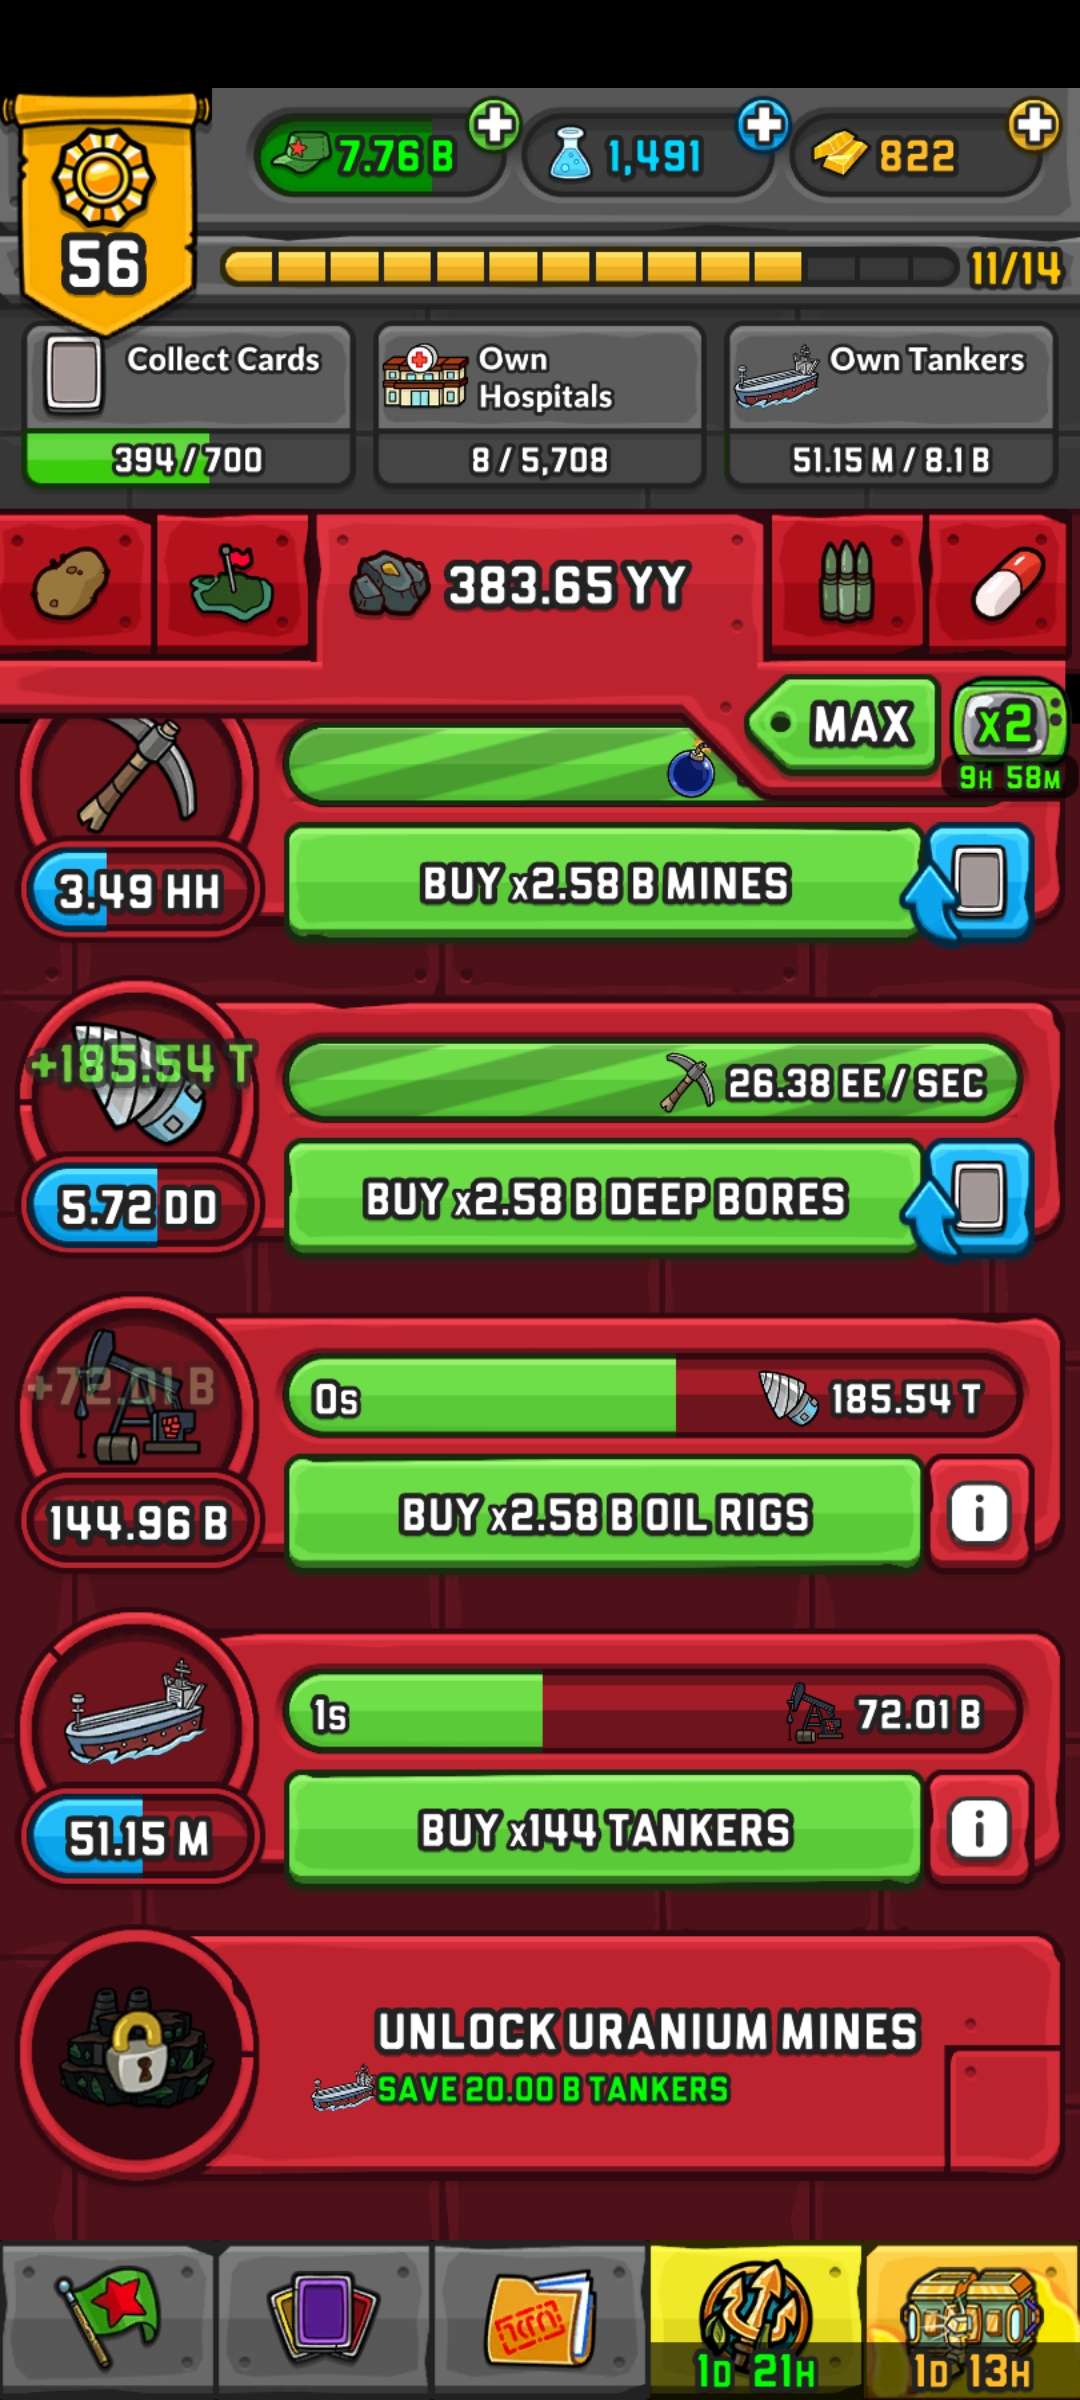 7.76 B
1,491
822
56
11/14
Collect Cards
Own
Hospitals
Own Tankers
394/700
8/5,708
51.15 M/8.1 B
383.65 YY
MAX
x2
9H 58M
3.49 HH
BUY x2.58 B MINES
+185.54 T
26.38 EE/SEC
5.72 DD
BUY x2.58 B DEEP BORES
+72.01 B
0s
185.54 T
144.96 B
BUY x2.58 B OIL RIGS
i
1s
72.01 B
51.15 M
BUY x144 TANKERS
i
UNLOCK URANIUM MINES
SAVE 20.00 B TANKERS
1D 21H
1D 13H